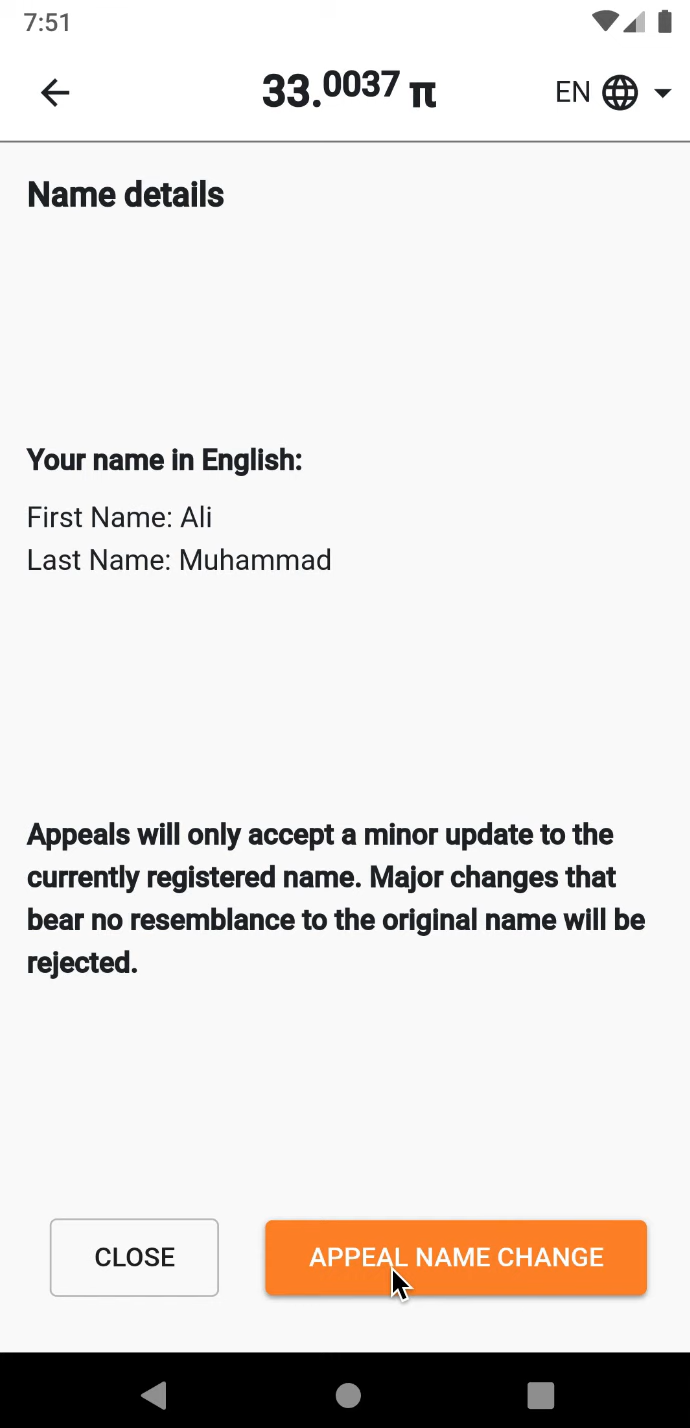 7:51
33.0037 π
EN
Name details
Your name in English:
First Name: Ali
Last Name: Muhammad
Appeals will only accept a minor update to the
currently registered name. Major changes that
bear no resemblance to the original name will be
rejected.
CLOSE
APPEAL NAME CHANGE